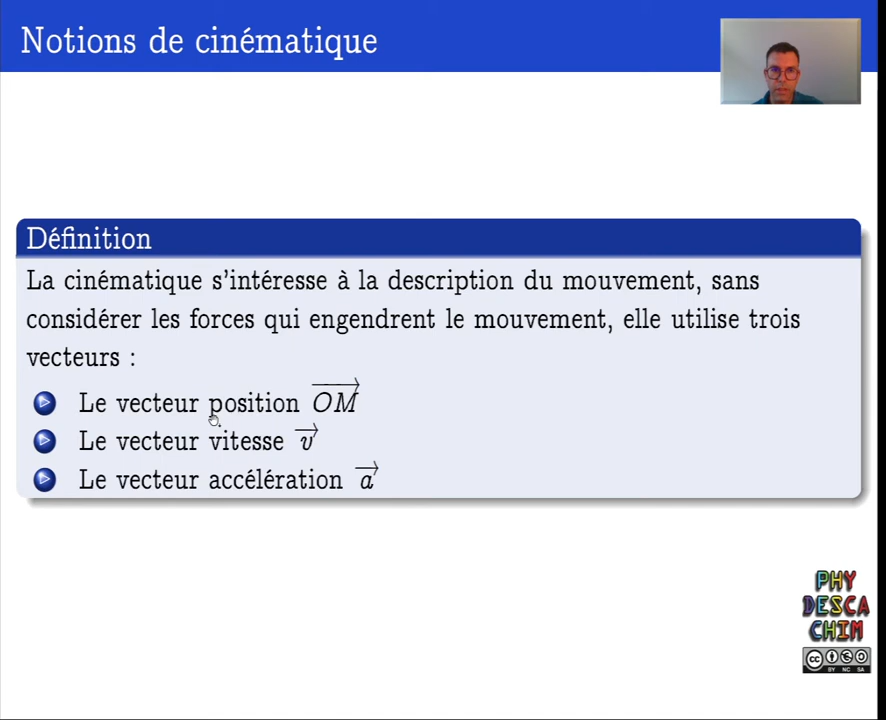 Notions de cinématique
Définition
La cinématique s'intéresse à la description du mouvement, sans
considérer les forces qui engendrent le mouvement, elle utilise trois
vecteurs :
Le vecteur position OM
Le vecteur vitesse v
Le vecteur accélération a
PHY
DESCA
CHIM
cc
BY NC SA